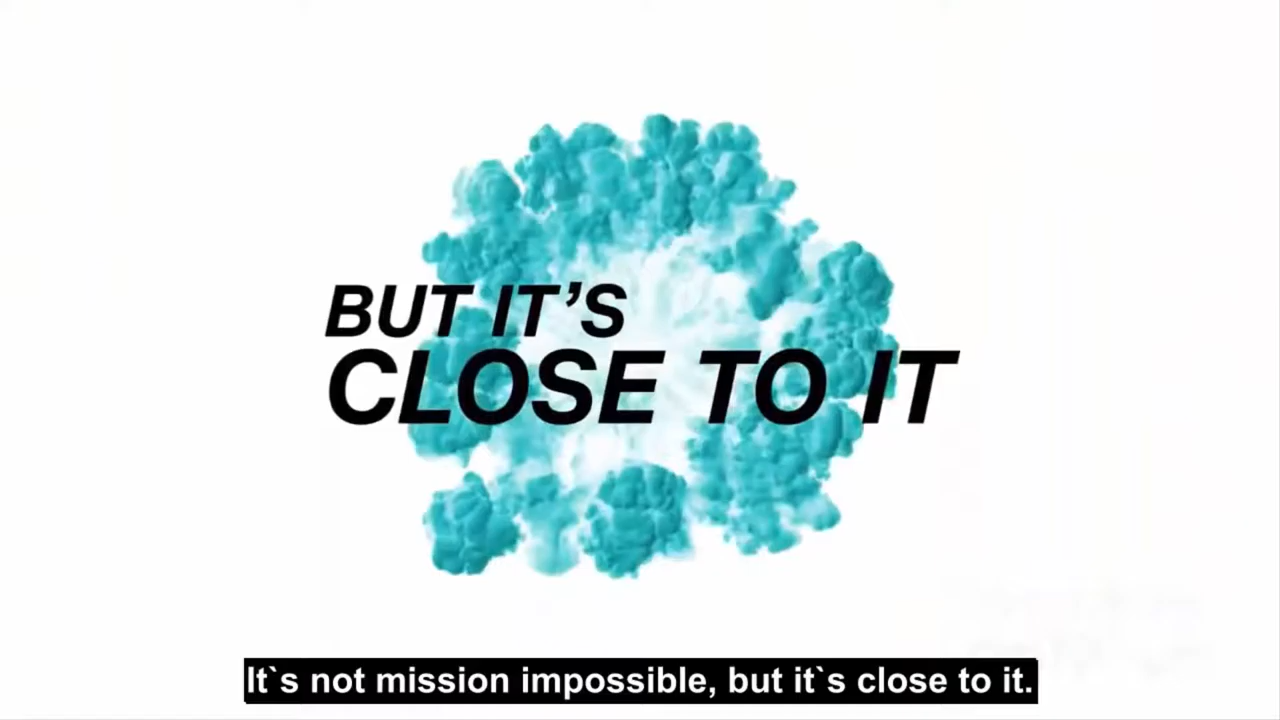 BUT IT’S
CLOSE TO IT
It`s not mission impossible, but it`s close to it.